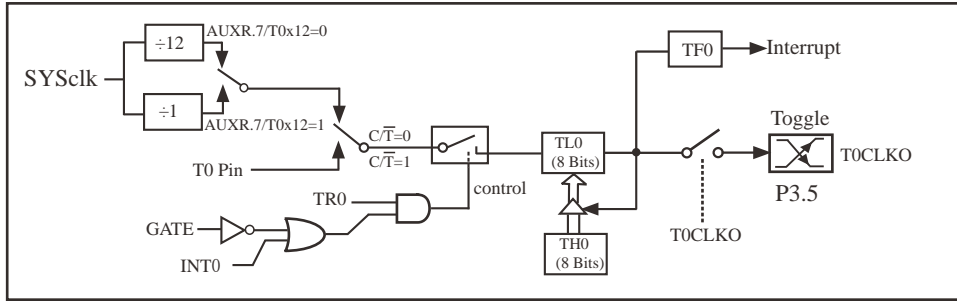 AUXR.7/T0x12=0
÷12
SYSclk
÷1
AUXR.7/T0x12=1
T0 Pin
C/T̅=0
C/T̅=1
control
TR0
GATE
INT0
TL0
(8 Bits)
TH0
(8 Bits)
TF0
Interrupt
Toggle
T0CLKO
P3.5
T0CLKO